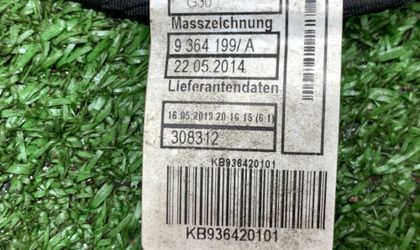 G30
Masszeichnung
9 364 199/ A
22.05.2014
Lieferantendaten
16.05.2019 20:16:15 (6 1)
308312
KB936420101
KB936420101